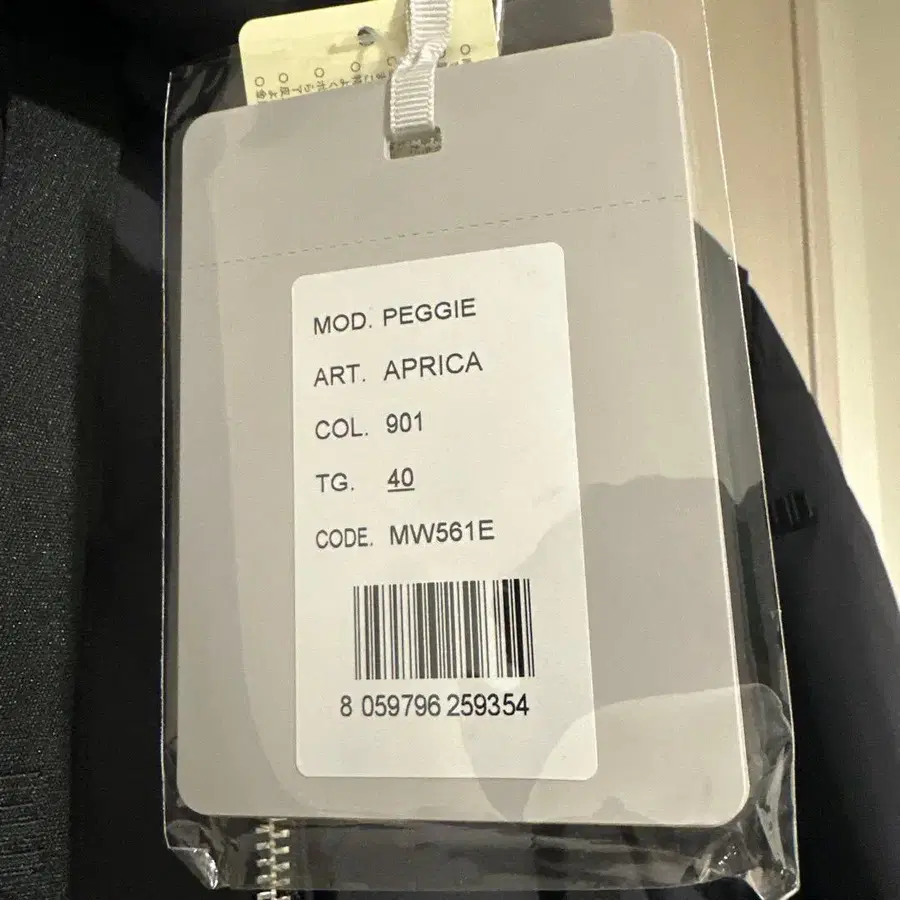 MOD. PEGGIE
ART. APRICA
COL. 901
TG. 40
CODE. MW561E
8 059796 259354